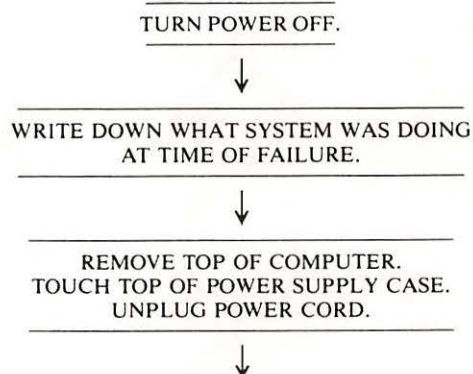 TURN POWER OFF.
WRITE DOWN WHAT SYSTEM WAS DOING
AT TIME OF FAILURE.
REMOVE TOP OF COMPUTER.
TOUCH TOP OF POWER SUPPLY CASE.
UNPLUG POWER CORD.